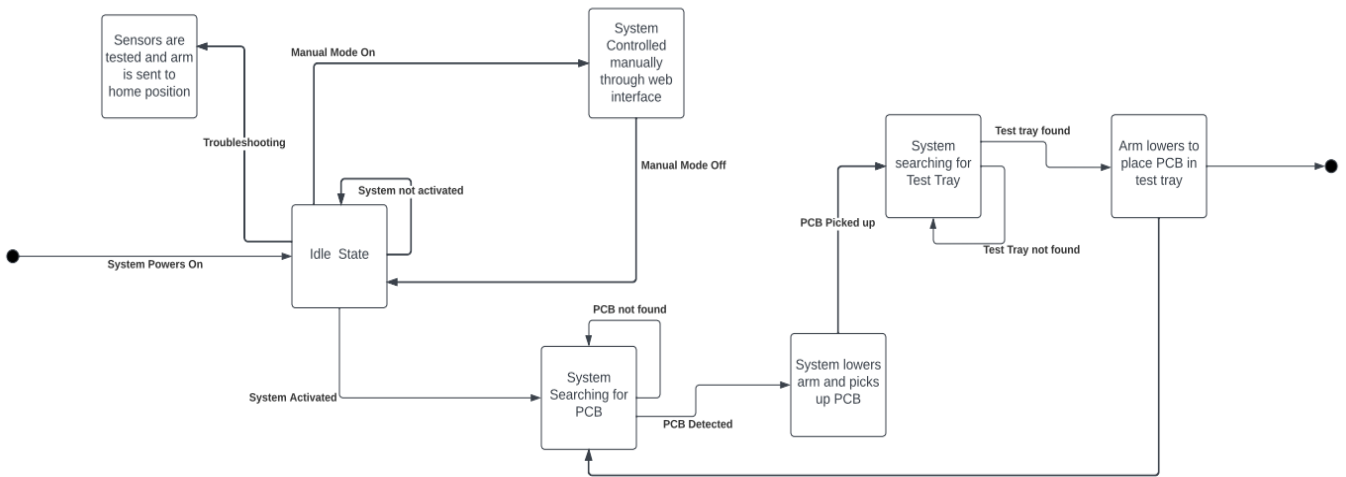 Sensors are
tested and arm
is sent to
home position
Manual Mode On
System
Controlled
manually
through web
interface
Troubleshooting
Manual Mode Off
System not activated
Idle State
System Powers On
System Activated
PCB not found
System
Searching for
PCB
PCB Detected
System lowers
arm and picks
up PCB
PCB Picked up
System
searching for
Test Tray
Test tray found
Test Tray not found
Arm lowers to
place PCB in
test tray